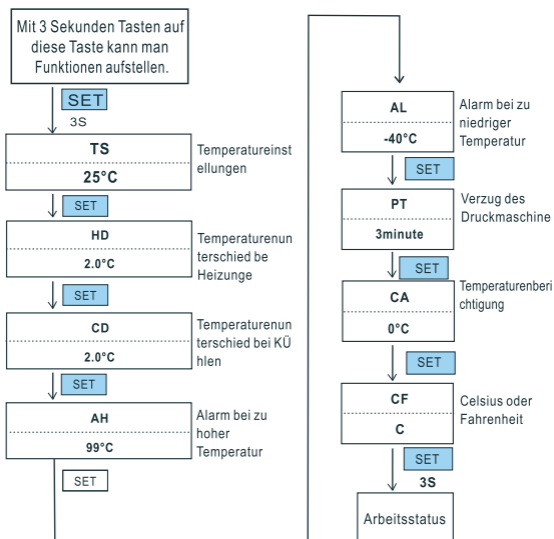 Mit 3 Sekunden Tasten auf
diese Taste kann man
Funktionen aufstellen.
SET
3S
TS
25°C
Temperatureinst
ellungen
SET
HD
2.0°C
Temperaturenun
terschied be
Heizunge
SET
CD
2.0°C
Temperaturenun
terschied bei KÜ
hlen
SET
AH
99°C
Alarm bei zu
hoher
Temperatur
SET
AL
-40°C
Alarm bei zu
niedriger
Temperatur
SET
PT
3minute
Verzug des
Druckmaschine
SET
CA
0°C
Temperaturenberi
chtigung
SET
CF
C
Celsius oder
Fahrenheit
SET
3S
Arbeitsstatus